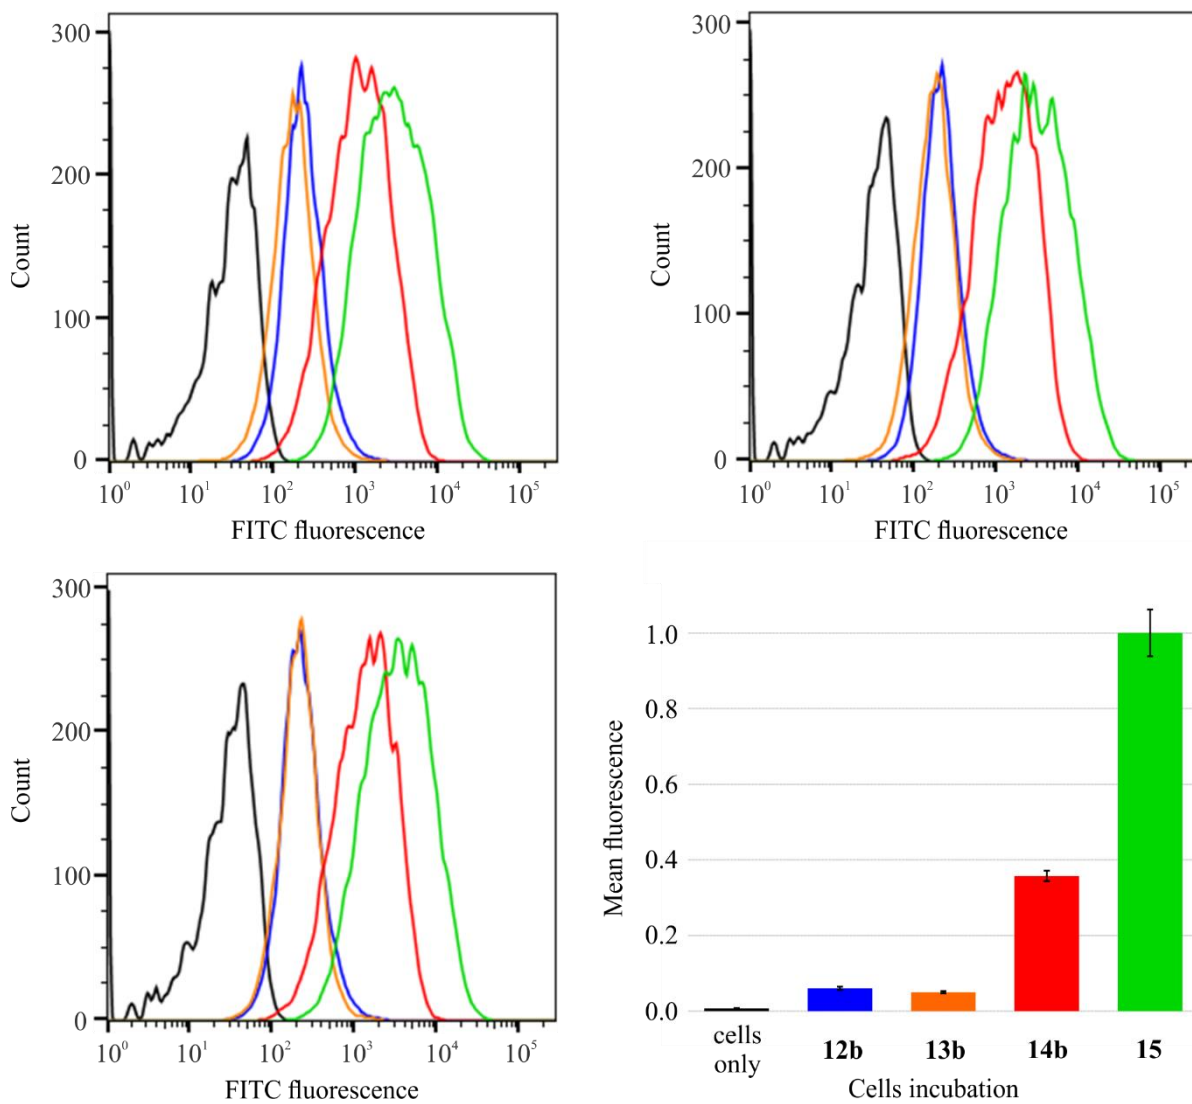 300
200
100
0
Count
10⁰ 10¹ 10² 10³ 10⁴ 10⁵
FITC fluorescence
300
200
100
0
Count
10⁰ 10¹ 10² 10³ 10⁴ 10⁵
FITC fluorescence
300
200
100
0
Count
10⁰ 10¹ 10² 10³ 10⁴ 10⁵
FITC fluorescence
1.0
0.8
0.6
0.4
0.2
0.0
Mean fluorescence
cells only
12b 13b 14b 15
Cells incubation